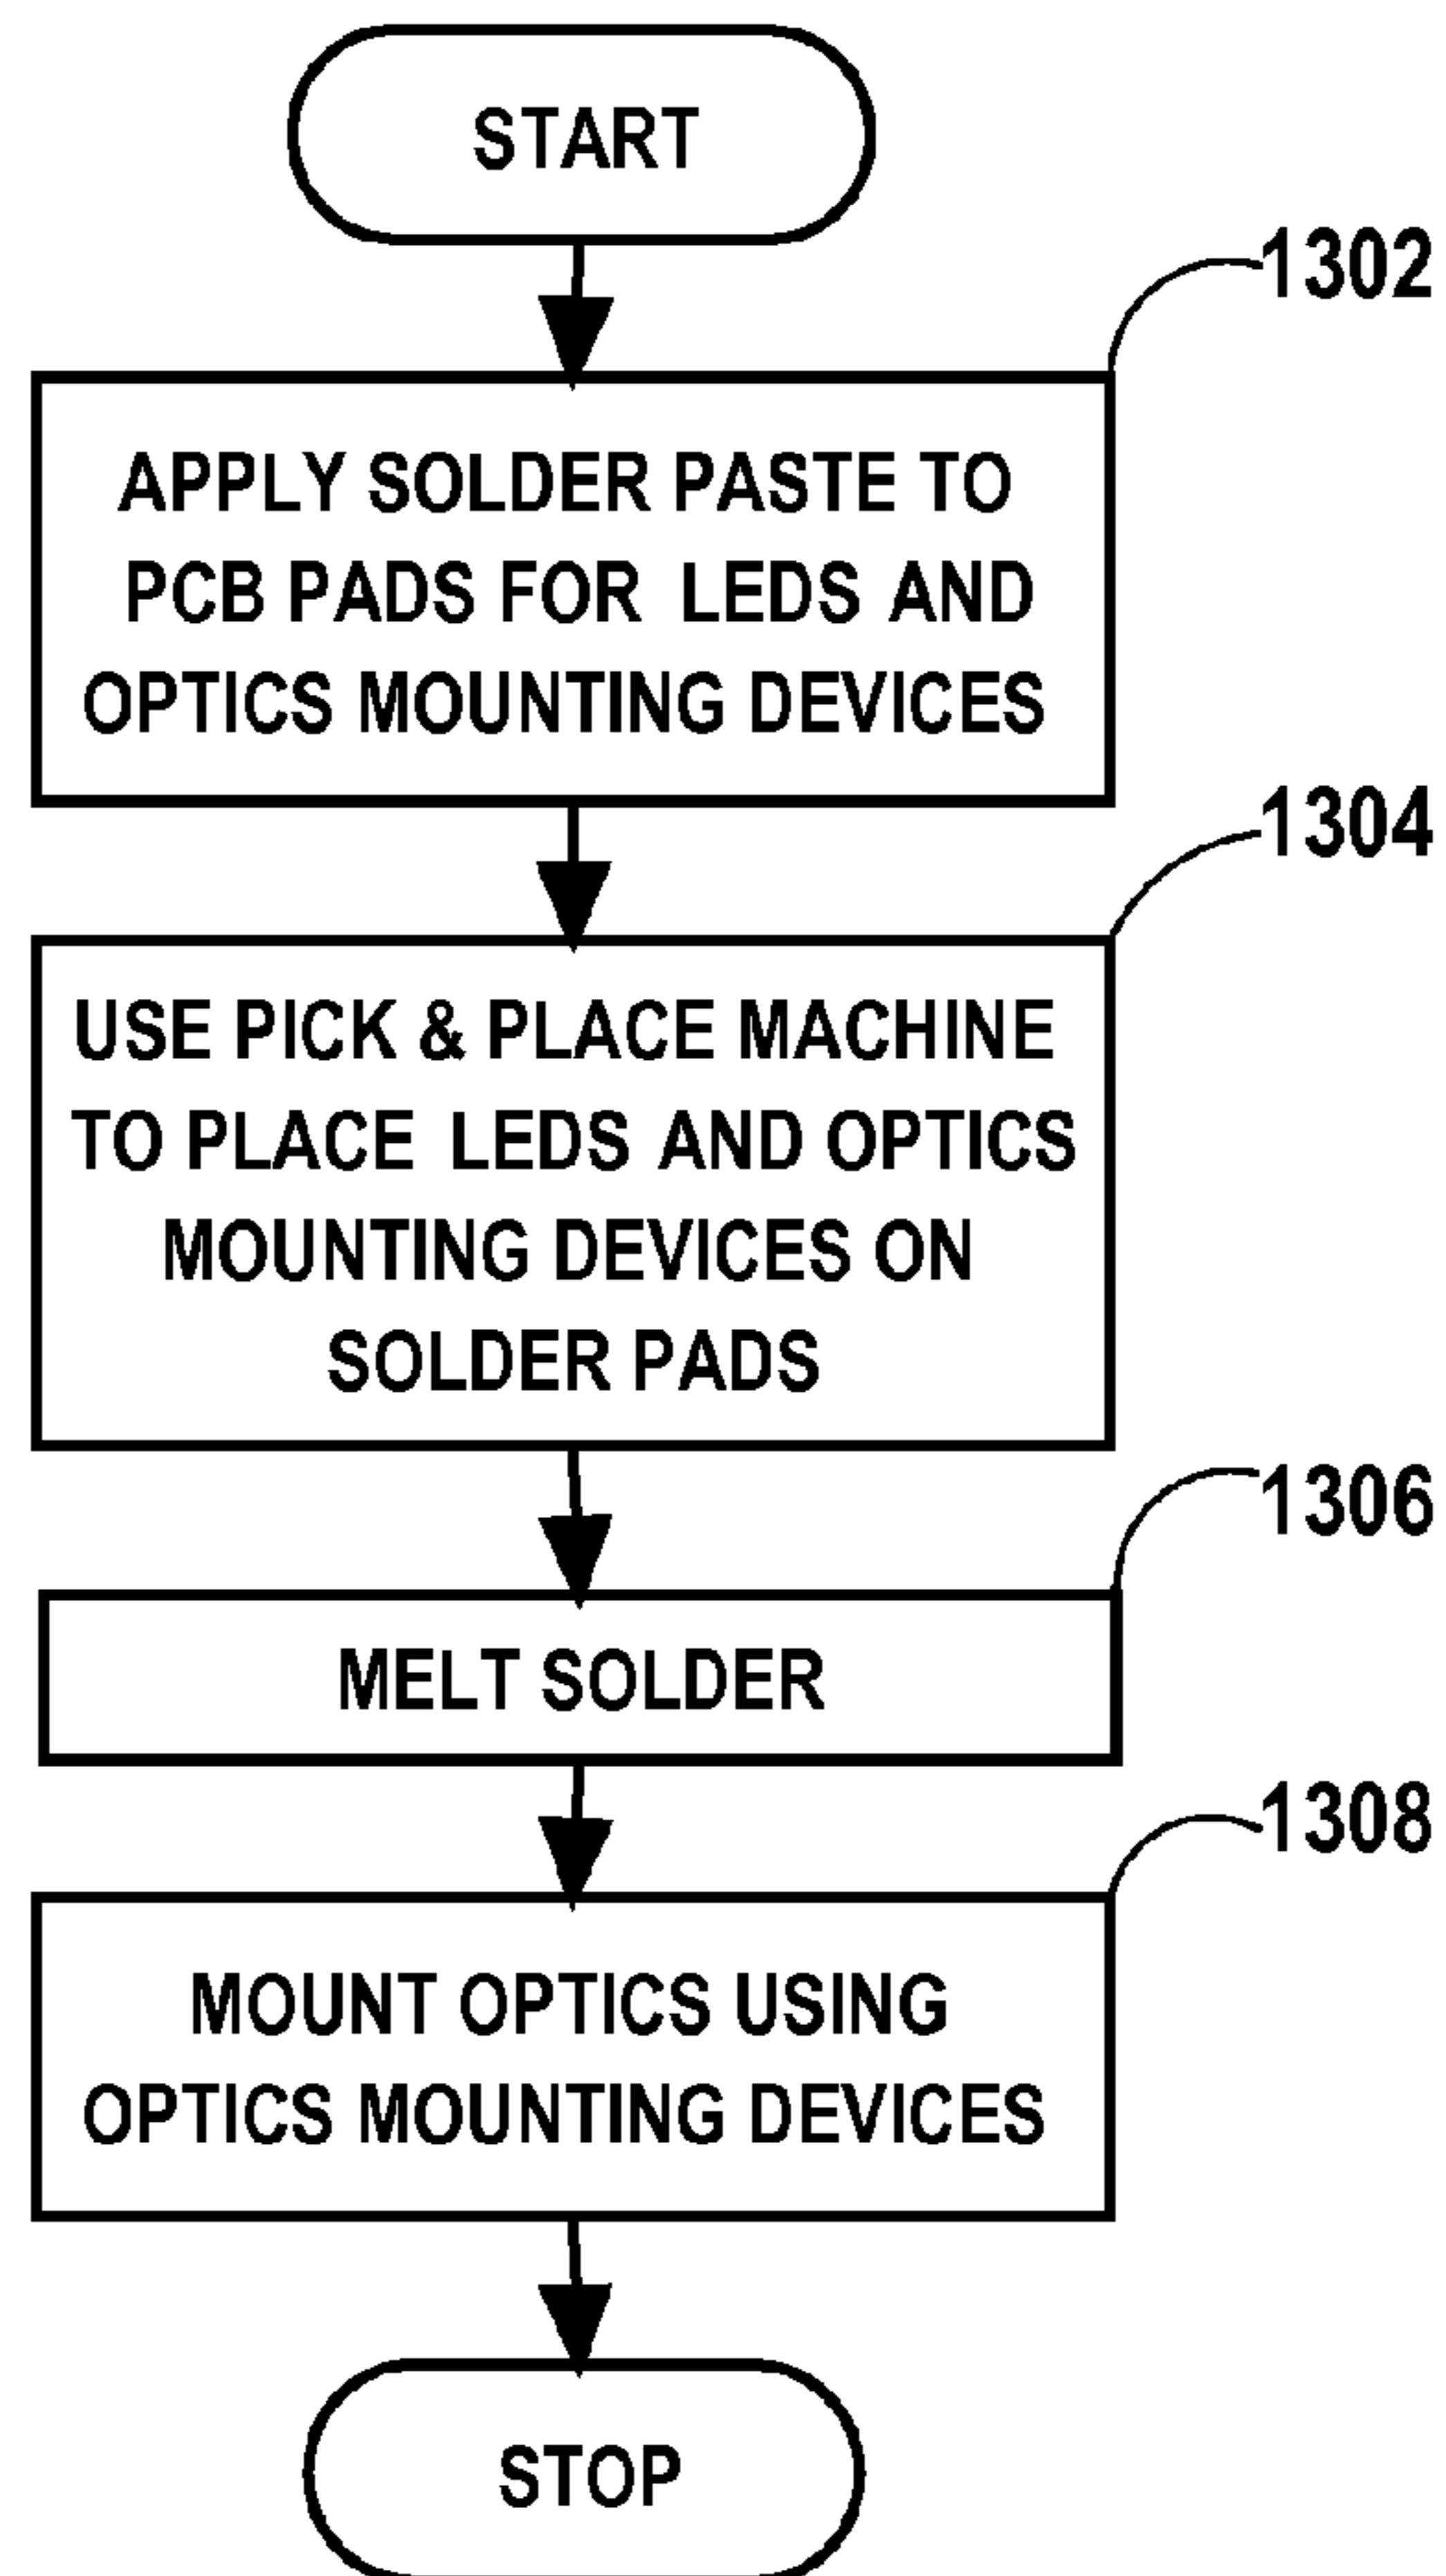 START
1302
APPLY SOLDER PASTE TO
PCB PADS FOR LEDS AND
OPTICS MOUNTING DEVICES
1304
USE PICK & PLACE MACHINE
TO PLACE LEDS AND OPTICS
MOUNTING DEVICES ON
SOLDER PADS
1306
MELT SOLDER
1308
MOUNT OPTICS USING
OPTICS MOUNTING DEVICES
STOP